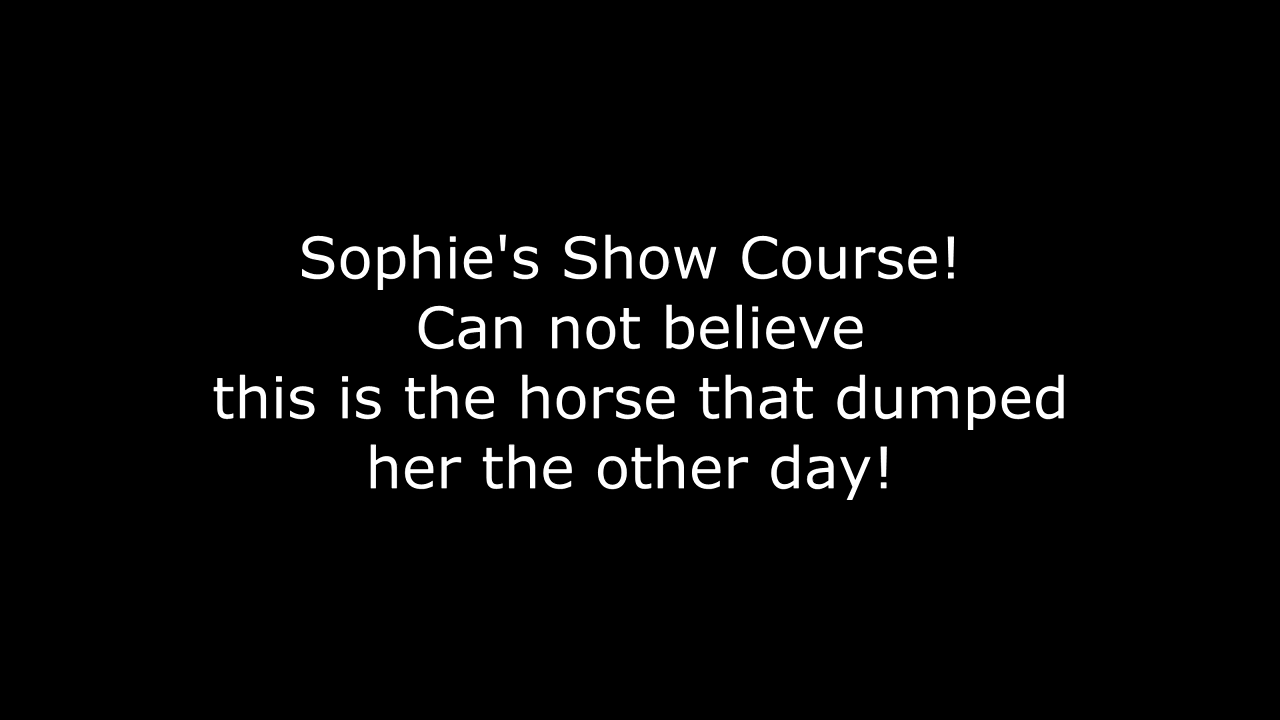 Sophie's Show Course!
Can not believe
this is the horse that dumped
her the other day!